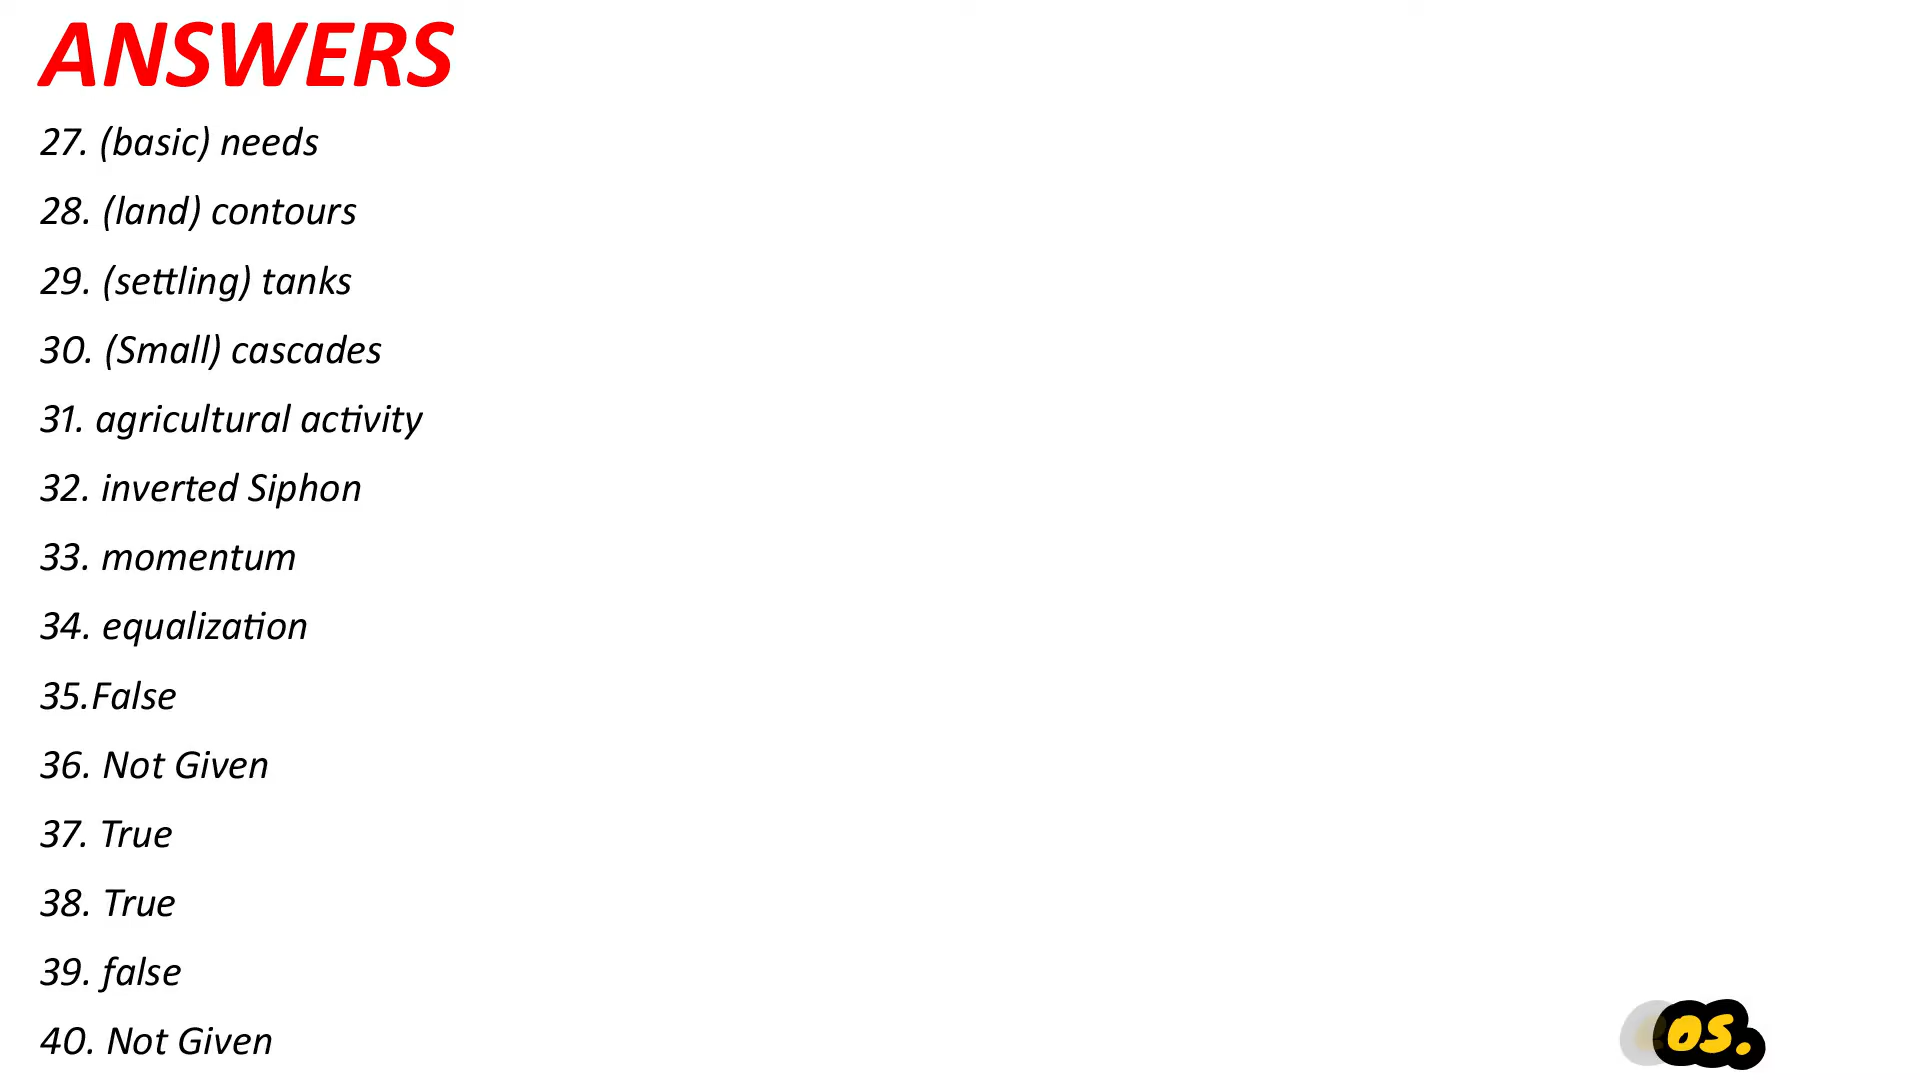 ANSWERS
27. (basic) needs
28. (land) contours
29. (settling) tanks
30. (Small) cascades
31. agricultural activity
32. inverted Siphon
33. momentum
34. equalization
35.False
36. Not Given
37. True
38. True
39. false
40. Not Given
os.